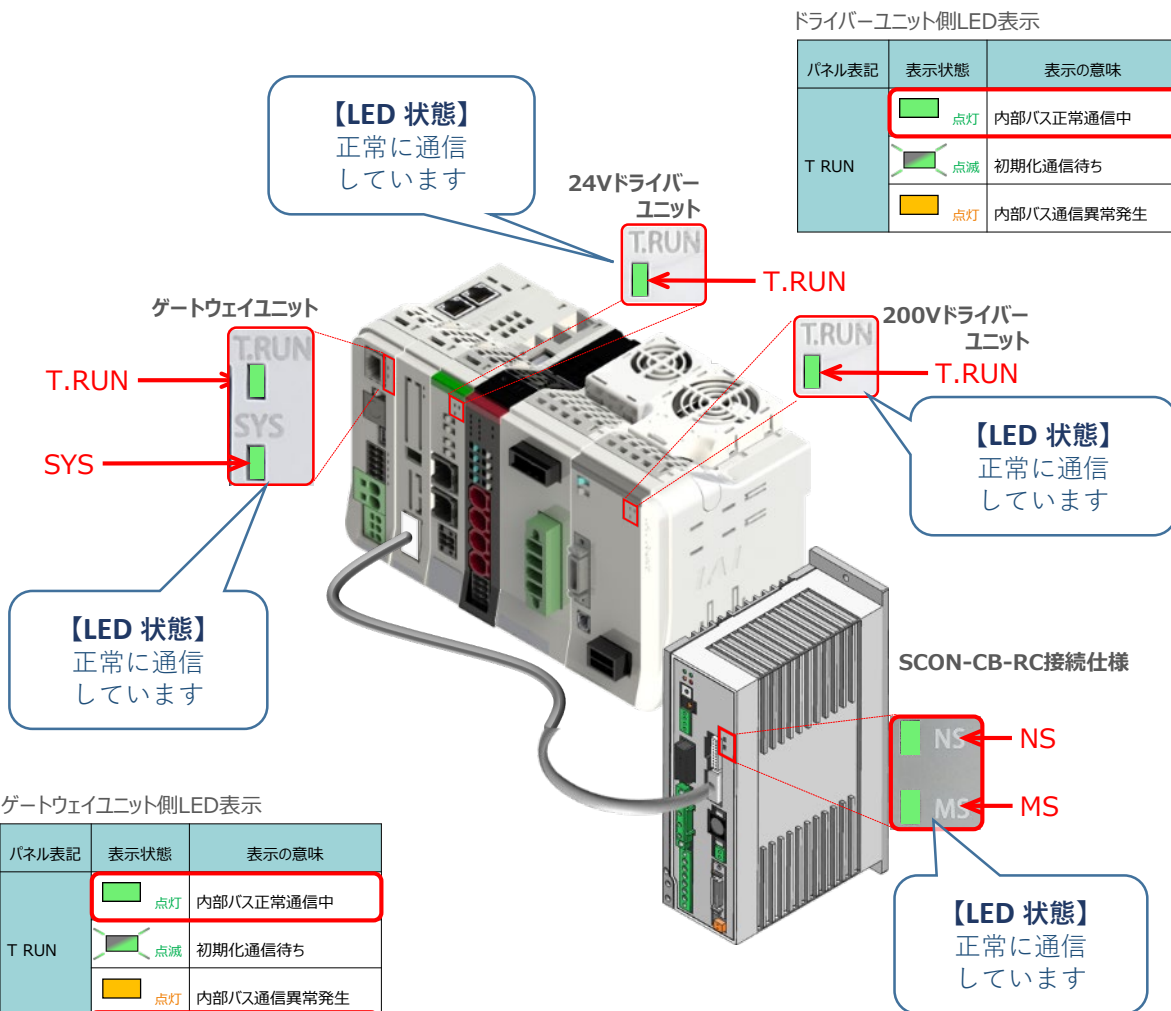 ドライバーユニット側LED表示
パネル表記 表示状態 表示の意味
T RUN
点灯 内部バス正常通信中
点滅 初期化通信待ち
点灯 内部バス通信異常発生
【LED 状態】
正常に通信
しています
24Vドライバー
ユニット
T.RUN
T.RUN
ゲートウェイユニット
T.RUN
SYS
T.RUN
SYS
200Vドライバー
ユニット
T.RUN
T.RUN
【LED 状態】
正常に通信
しています
【LED 状態】
正常に通信
しています
SCON-CB-RC接続仕様
NS
NS
MS
MS
【LED 状態】
正常に通信
しています
ゲートウェイユニット側LED表示
パネル表記 表示状態 表示の意味
T RUN
点灯 内部バス正常通信中
点滅 初期化通信待ち
点灯 内部バス通信異常発生